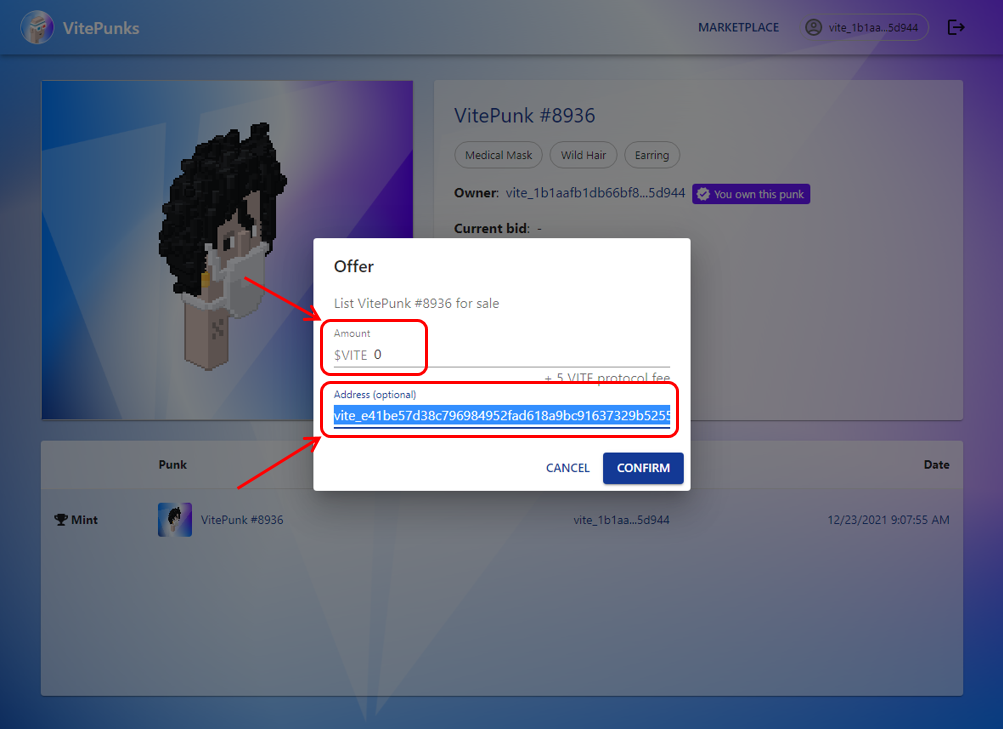 VitePunks
MARKETPLACE
vite_1b1aa...5d944
VitePunk #8936
Medical Mask
Wild Hair
Earring
Owner: vite_1b1aafb1db66bf8...5d944
You own this punk
Current bid: -
Offer
List VitePunk #8936 for sale
Amount
$VITE 0
+ 5 VITE protocol fee
Address (optional)
vite_e41be57d38c796984952fad618a9bc91637329b5255
CANCEL
CONFIRM
Punk
Date
Mint
VitePunk #8936
vite_1b1aa...5d944
12/23/2021 9:07:55 AM